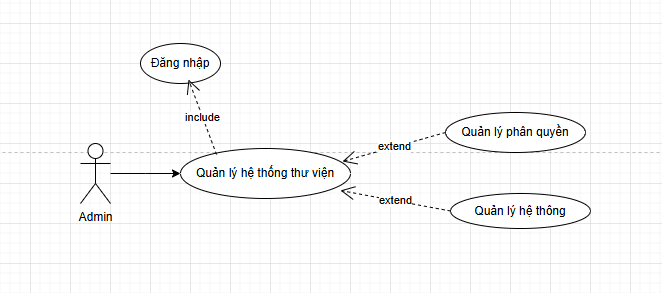 Đăng nhập
include
Quản lý phân quyền
extend
Quản lý hệ thống thư viện
extend
Quản lý hệ thông
Admin